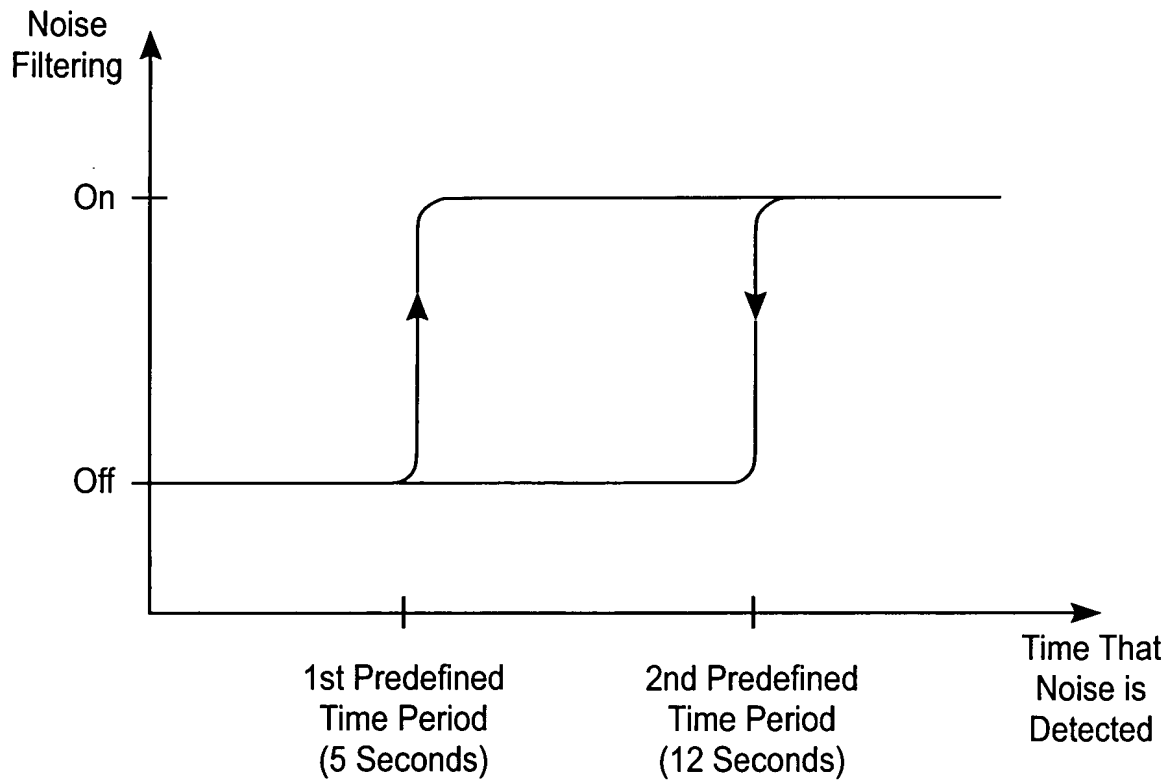 Noise
Filtering
On
Off
1st Predefined
Time Period
(5 Seconds)
2nd Predefined
Time Period
(12 Seconds)
Time That
Noise is
Detected